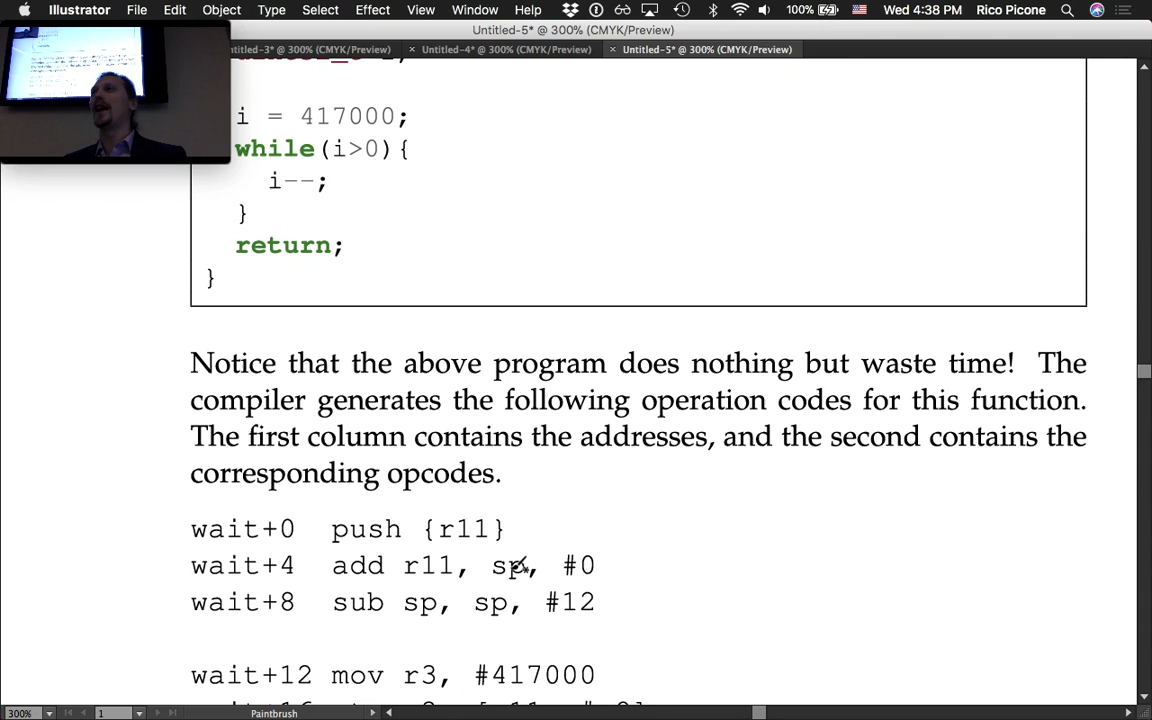 Illustrator File Edit Object Type Select Effect View Window Help 100% Wed 4:38 PM Rico Picone
Untitled-5* @ 300% (CMYK/Preview)
ntitled-3* @ 300% (CMYK/Preview) × Untitled-4* @ 300% (CMYK/Preview) × Untitled-5* @ 300% (CMYK/Preview)
i = 417000;
while(i>0){
i--;
}
return;
}
Notice that the above program does nothing but waste time! The
compiler generates the following operation codes for this function.
The first column contains the addresses, and the second contains the
corresponding opcodes.
wait+0 push {r11}
wait+4 add r11, sp, #0
wait+8 sub sp, sp, #12
wait+12 mov r3, #417000
300% 1 Paintbrush